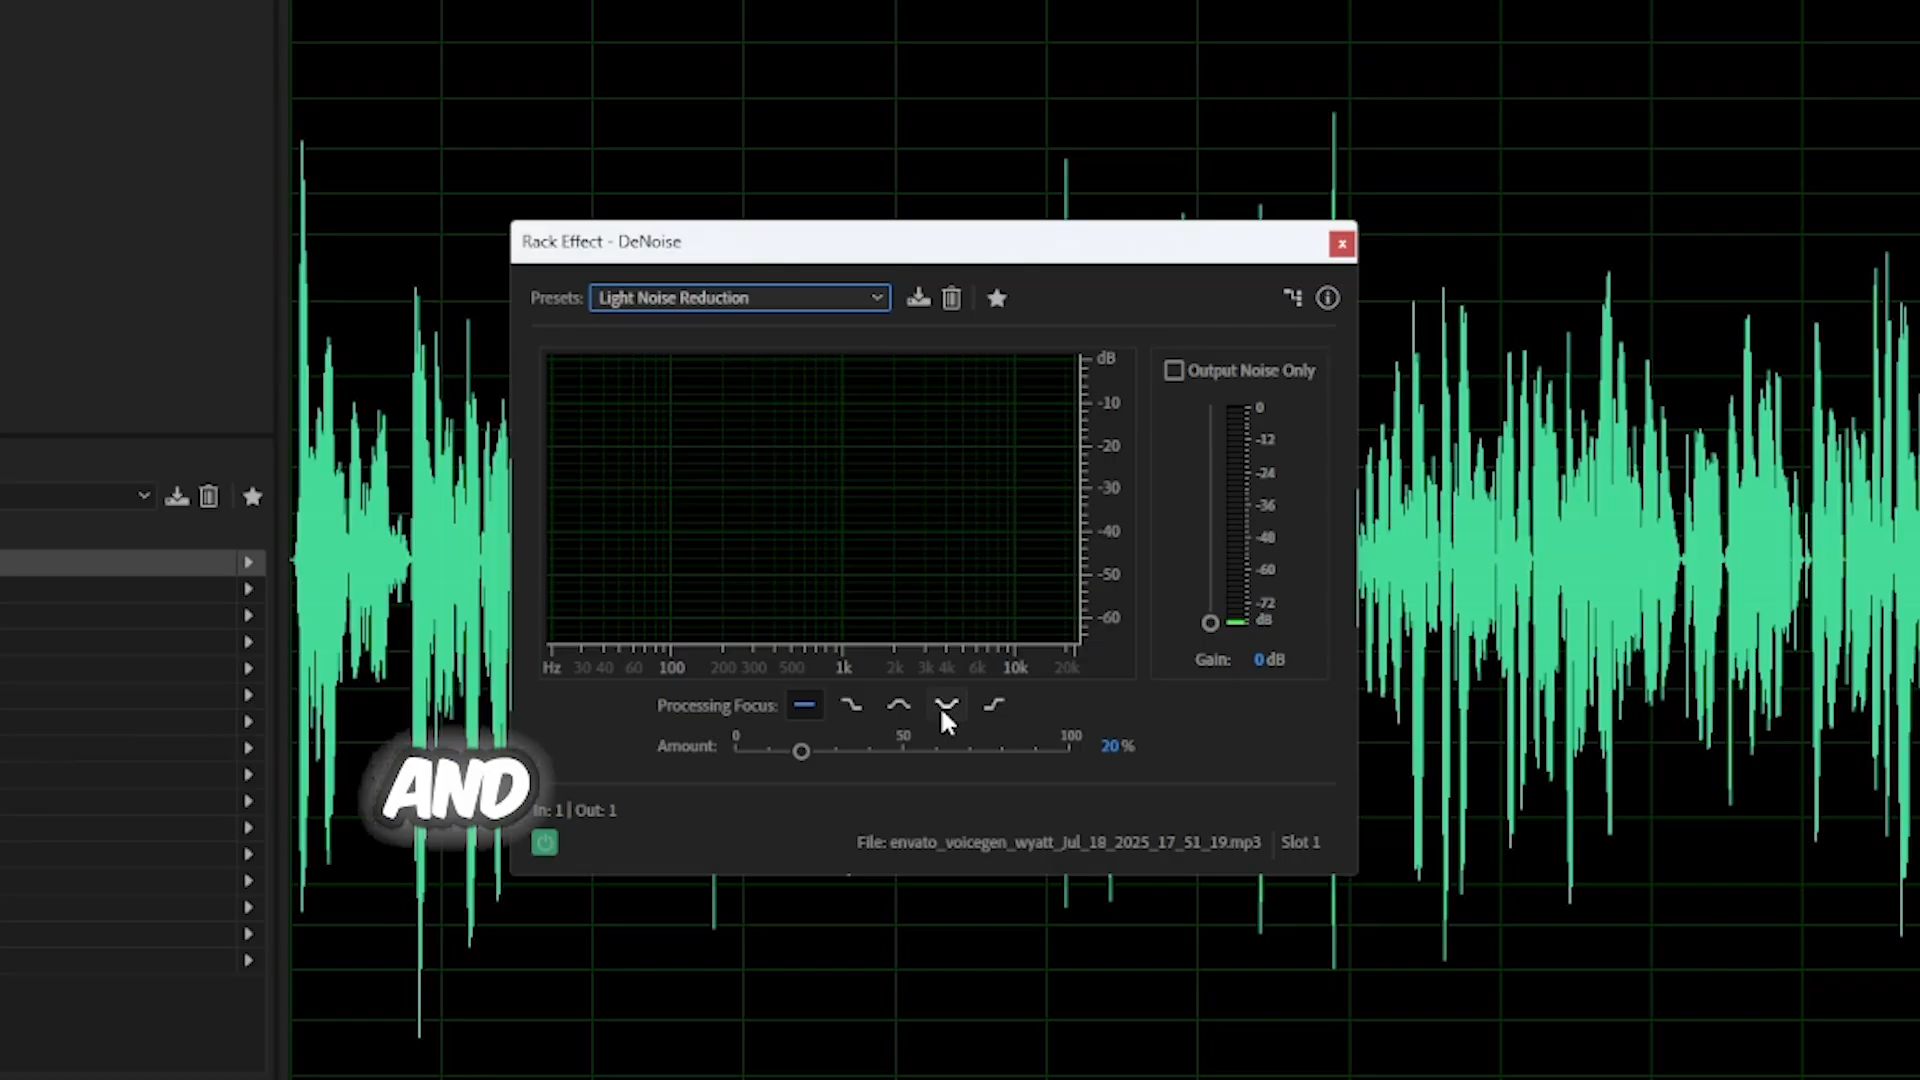 Rack Effect - DeNoise
x
Presets: Light Noise Reduction
dB
-10
-20
-30
-40
-50
-60
Hz 30 40 60 100 200 300 500 1k 2k 3k 4k 6k 10k 20k
Output Noise Only
0
-12
-24
-36
-48
-60
-72
dB
Gain: 0 dB
Processing Focus:
Amount: 0 50 100 20 %
AND
In: 1 | Out: 1
File: envato_voicegen_wyatt_Jul_18_2025_17_51_19.mp3 Slot 1